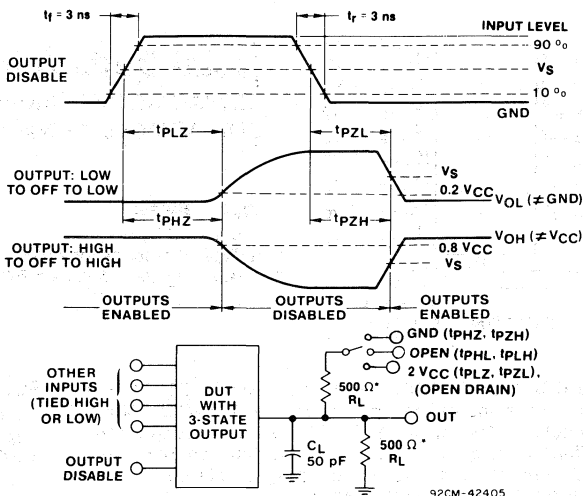 tf = 3 ns
tr = 3 ns
INPUT LEVEL
90 %
OUTPUT
DISABLE
VS
10 %
GND
tPLZ
tPZL
VS
OUTPUT: LOW
TO OFF TO LOW
0.2 VCC
VOL (≠GND)
tPHZ
tPZH
VOH (≠VCC)
OUTPUT: HIGH
TO OFF TO HIGH
0.8 VCC
VS
OUTPUTS
ENABLED
OUTPUTS
DISABLED
OUTPUTS
ENABLED
GND (tPHZ, tPZH)
OPEN (tPHL, tPLH)
2 VCC (tPLZ, tPZL),
(OPEN DRAIN)
OTHER
INPUTS
(TIED HIGH
OR LOW)
DUT
WITH
3-STATE
OUTPUT
500 Ω*
RL
OUT
OUTPUT
DISABLE
CL
50 pF
500 Ω*
RL
92CM-42405